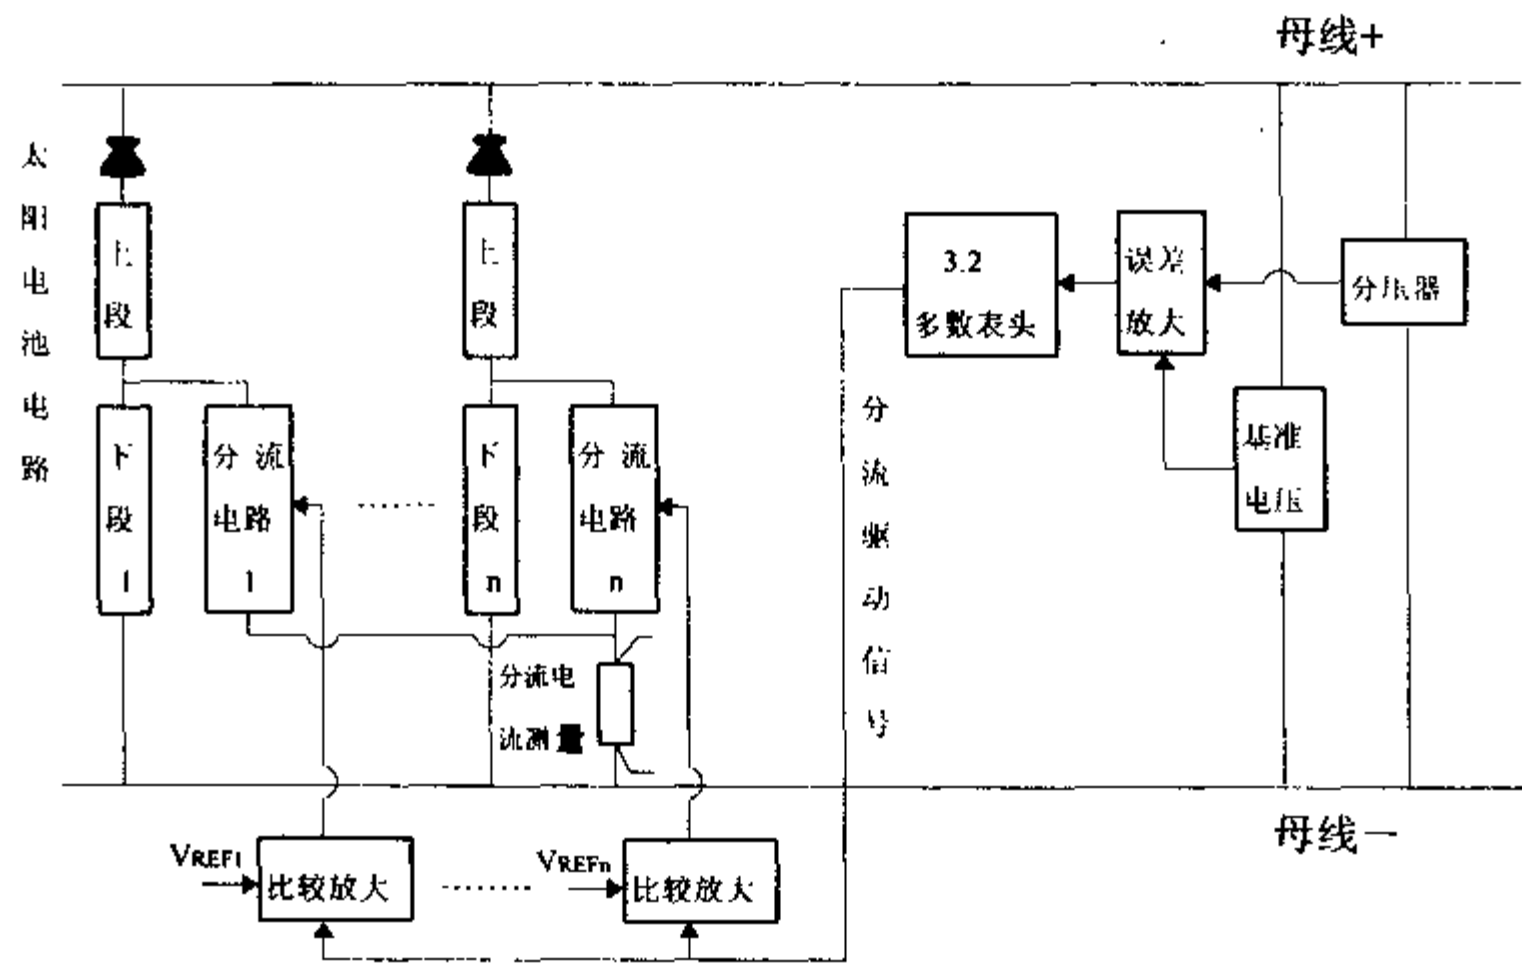 母线+
太阳电池电路
上段
上段
3.2
多数表头
误差
放大
分压器
基准
电压
下段1
分流
电路
1
下段n
分流
电路
n
分流驱动信号
分流电
流测量
母线—
VREF1
比较放大
VREFn
比较放大